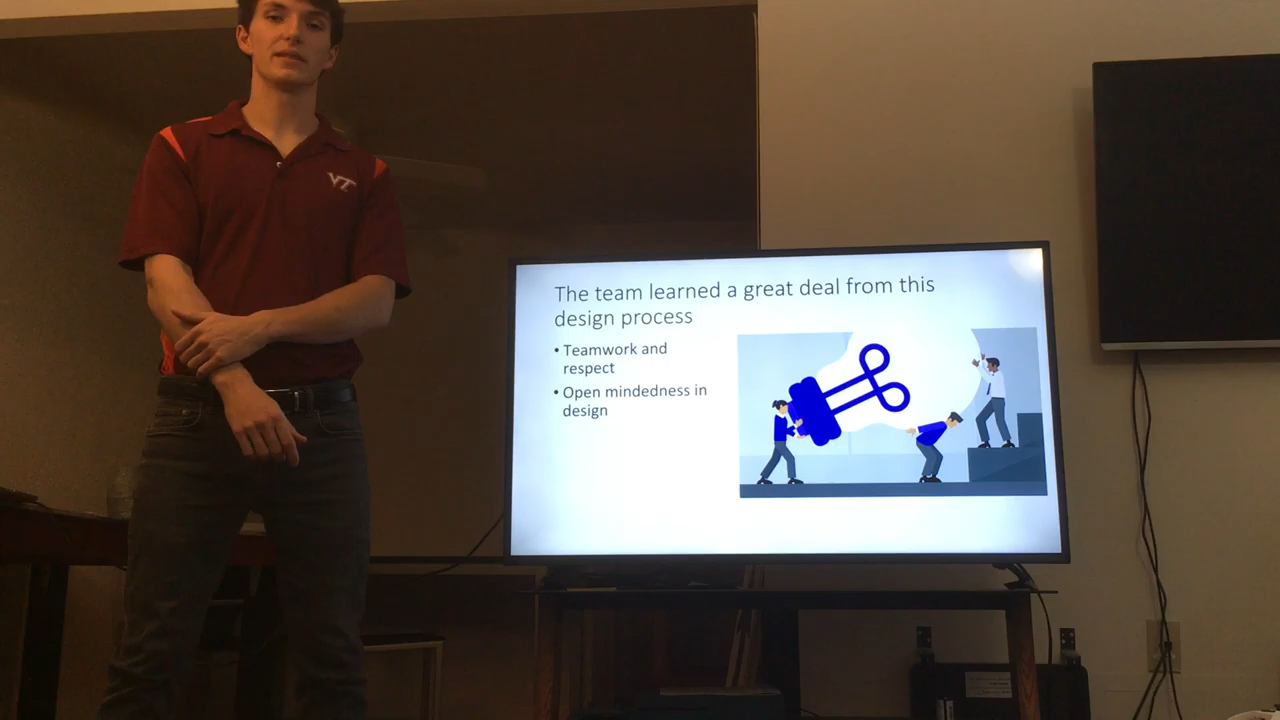 VT
The team learned a great deal from this
design process
• Teamwork and
respect
• Open mindedness in
design